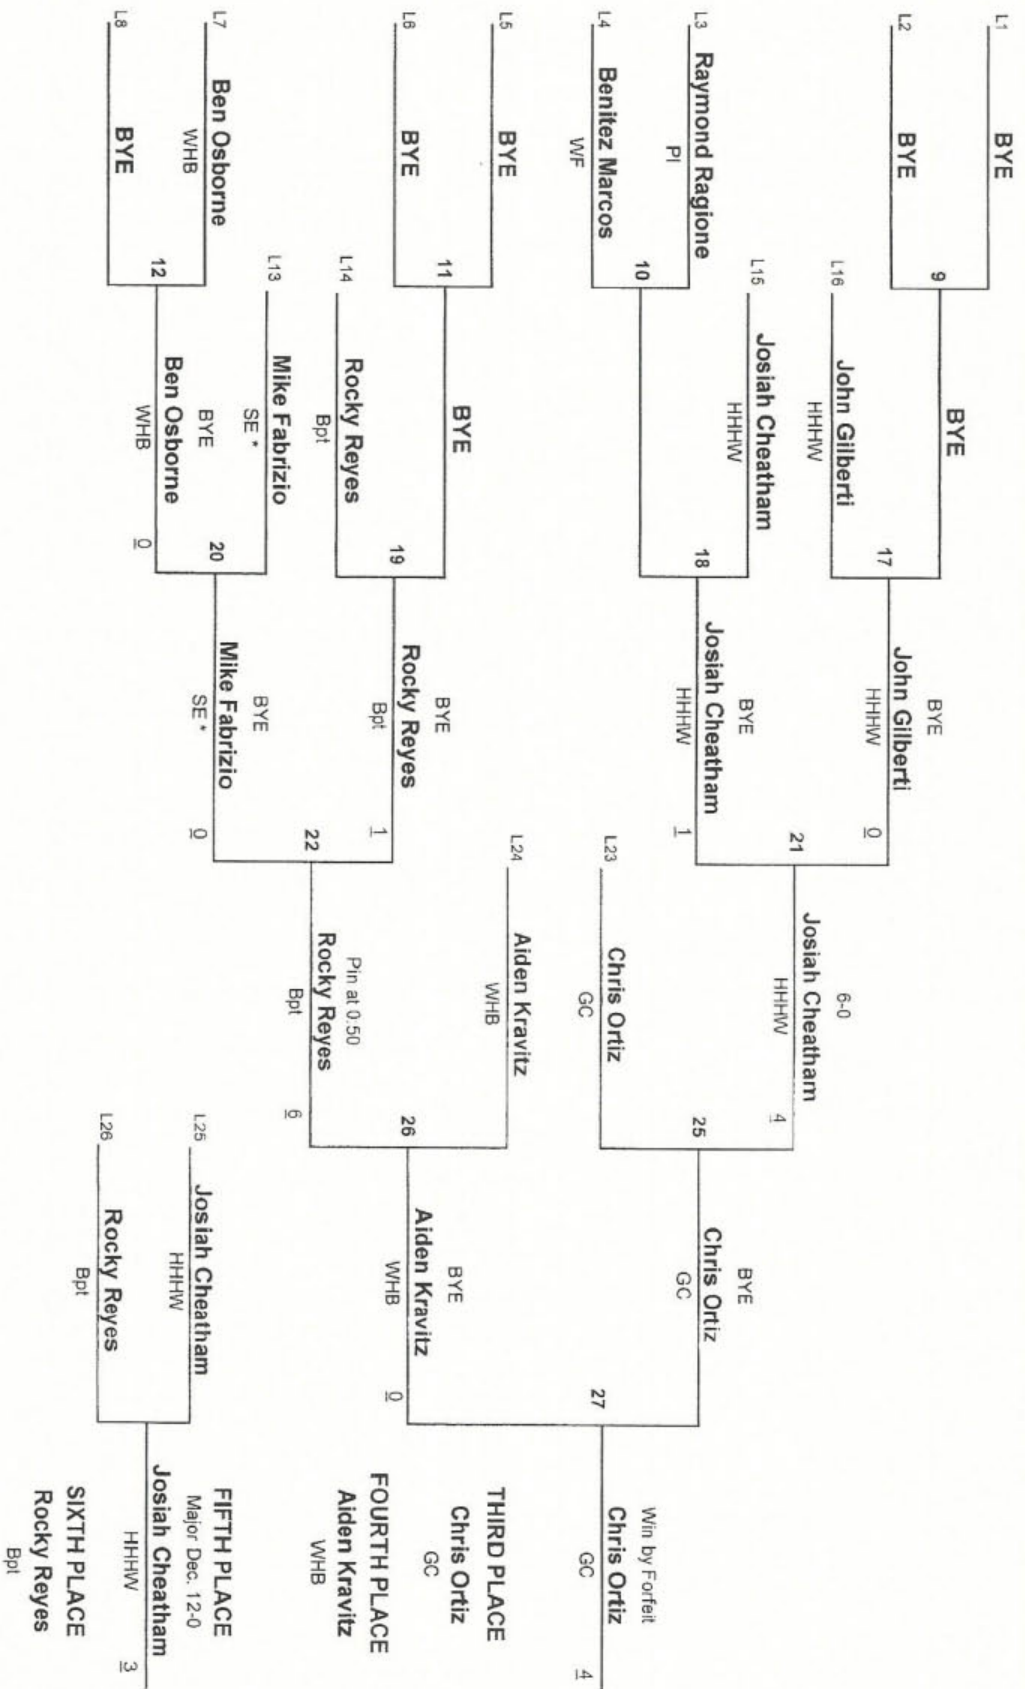 L1
BYE
9
L2
BYE
L3
Raymond Ragione
PI
10
L4
Benitez Marcos
WF
L5
BYE
11
L6
BYE
L7
Ben Osborne
WHB
12
L8
BYE
BYE
17
L16
John Gilberti
HHHW
L15
Josiah Cheatham
HHHW
18
BYE
19
L14
Rocky Reyes
Bpt
L13
Mike Fabrizio
SE *
20
BYE
Ben Osborne
WHB
0
BYE
John Gilberti
HHHW
0
21
BYE
Josiah Cheatham
HHHW
1
BYE
Rocky Reyes
Bpt
1
22
BYE
Mike Fabrizio
SE *
0
6-0
Josiah Cheatham
HHHW
4
25
L23
Chris Ortiz
GC
L24
Aiden Kravitz
WHB
26
Pin at 0:50
Rocky Reyes
Bpt
6
BYE
Chris Ortiz
GC
27
BYE
Aiden Kravitz
WHB
0
L25
Josiah Cheatham
HHHW
L26
Rocky Reyes
Bpt
Win by Forfeit
Chris Ortiz
GC
4
THIRD PLACE
Chris Ortiz
GC
FOURTH PLACE
Aiden Kravitz
WHB
FIFTH PLACE
Major Dec. 12-0
Josiah Cheatham
HHHW
3
SIXTH PLACE
Rocky Reyes
Bpt